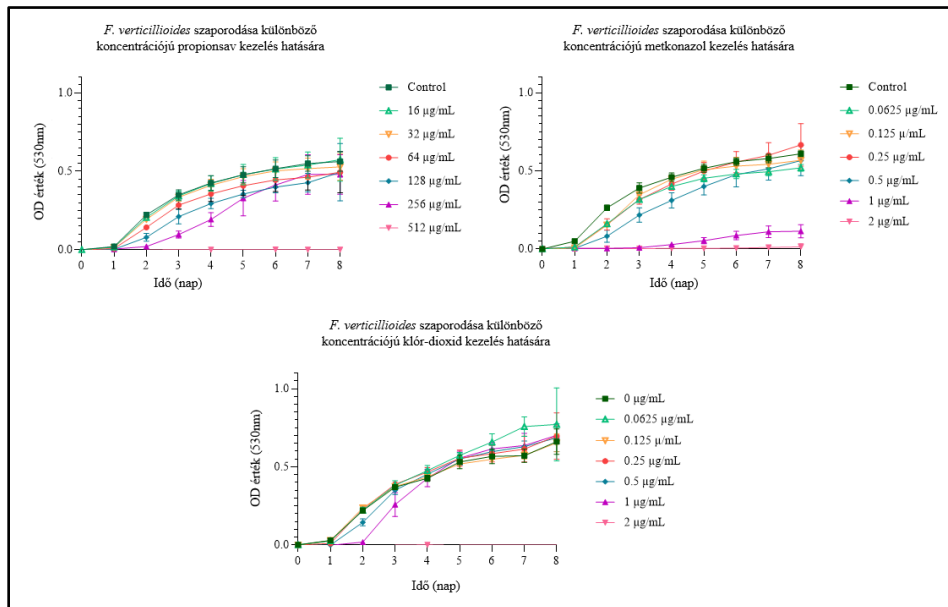 F. verticillioides szaporodása különböző
koncentrációjú propionsav kezelés hatására
OD érték (530nm)
1.0
0.5
0.0
0 1 2 3 4 5 6 7 8
Idő (nap)
Control
16 µg/mL
32 µg/mL
64 µg/mL
128 µg/mL
256 µg/mL
512 µg/mL
F. verticillioides szaporodása különböző
koncentrációjú metkonazol kezelés hatására
OD érték (530nm)
1.0
0.5
0.0
0 1 2 3 4 5 6 7 8
Idő (nap)
Control
0.0625 µg/mL
0.125 µ/mL
0.25 µg/mL
0.5 µg/mL
1 µg/mL
2 µg/mL
F. verticillioides szaporodása különböző
koncentrációjú klór-dioxid kezelés hatására
OD érték (530nm)
1.0
0.5
0.0
0 1 2 3 4 5 6 7 8
Idő (nap)
0 µg/mL
0.0625 µg/mL
0.125 µ/mL
0.25 µg/mL
0.5 µg/mL
1 µg/mL
2 µg/mL